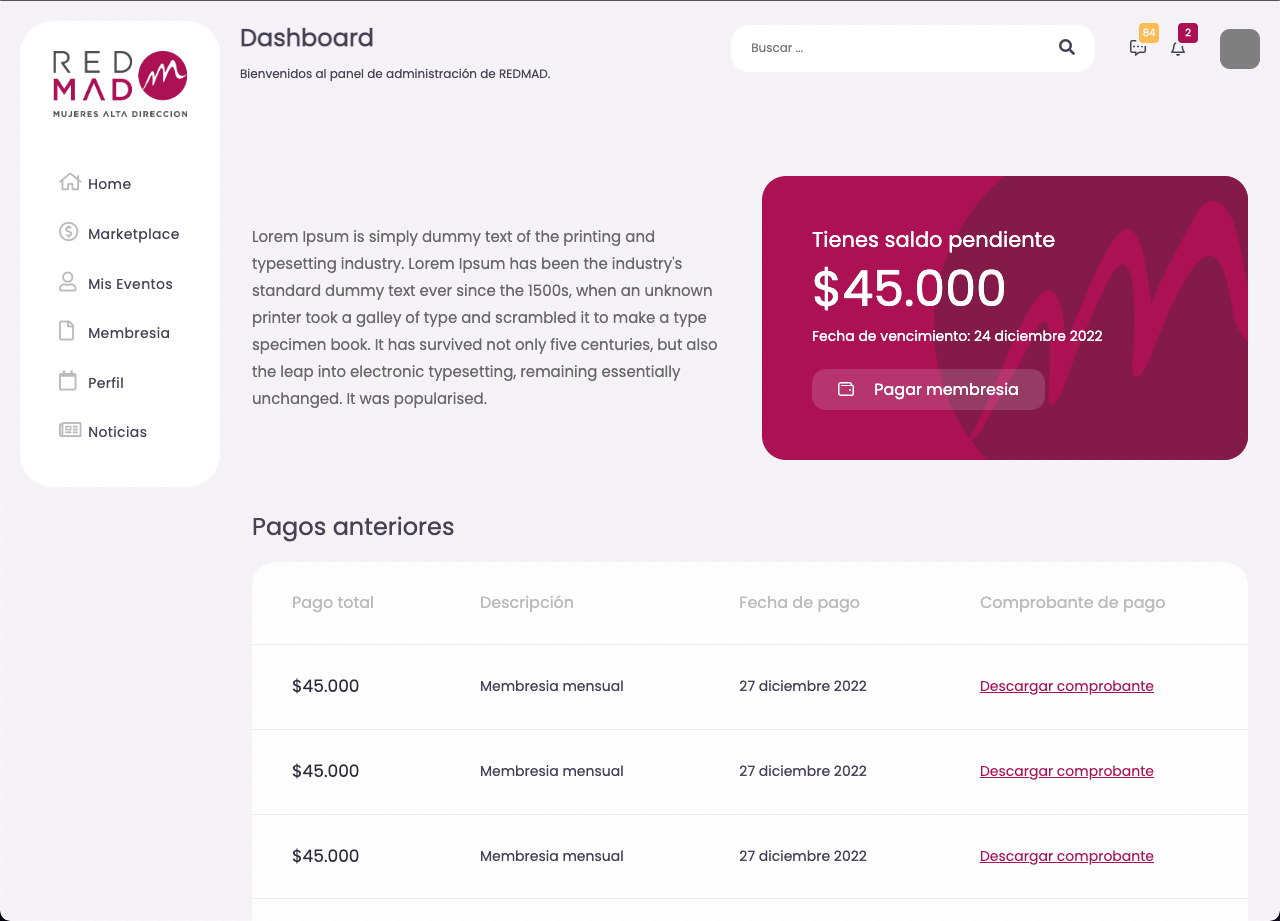 RED
MAD
MUJERES ALTA DIRECCION
Home
Marketplace
Mis Eventos
Membresia
Perfil
Noticias
Dashboard
Bienvenidos al panel de administración de REDMAD.
Buscar ...
84
2
Lorem Ipsum is simply dummy text of the printing and
typesetting industry. Lorem Ipsum has been the industry's
standard dummy text ever since the 1500s, when an unknown
printer took a galley of type and scrambled it to make a type
specimen book. It has survived not only five centuries, but also
the leap into electronic typesetting, remaining essentially
unchanged. It was popularised.
Tienes saldo pendiente
$45.000
Fecha de vencimiento: 24 diciembre 2022
Pagar membresia
Pagos anteriores
Pago total Descripción Fecha de pago Comprobante de pago
$45.000 Membresia mensual 27 diciembre 2022 Descargar comprobante
$45.000 Membresia mensual 27 diciembre 2022 Descargar comprobante
$45.000 Membresia mensual 27 diciembre 2022 Descargar comprobante